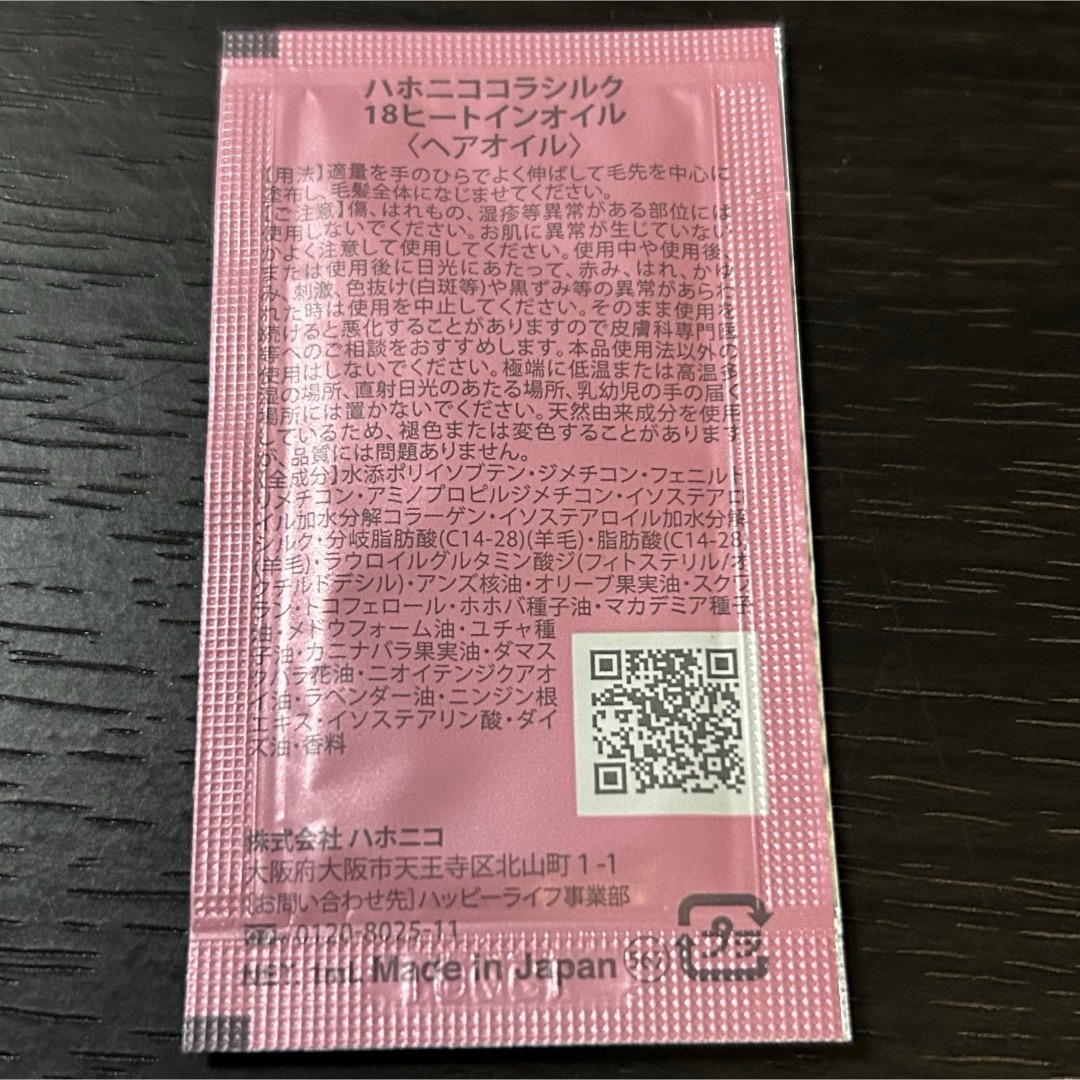 ハホニココラシルク
18ヒートインオイル
〈ヘアオイル〉
【用法】適量を手のひらでよく伸ばして毛先を中心に
塗布し、毛髪全体になじませてください。
【ご注意】傷、はれもの、湿疹等異常がある部位には
使用しないでください。お肌に異常が生じていない
かよく注意して使用してください。使用中や使用後、
または使用後に日光にあたって、赤み、はれ、かゆ
み、刺激、色抜け(白斑等)や黒ずみ等の異常があらわ
れた時は使用を中止してください。そのまま使用を
続けると悪化することがありますので皮膚科専門医
等へのご相談をおすすめします。本品使用法以外の
使用はしないでください。極端に低温または高温多
湿の場所、直射日光のあたる場所、乳幼児の手の届く
場所には置かないでください。天然由来成分を使用
しているため、褪色または変色することがあります
が、品質には問題ありません。
〈全成分〉水添ポリイソブテン・ジメチコン・フェニルト
リメチコン・アミノプロピルジメチコン・イソステアロ
イル加水分解コラーゲン・イソステアロイル加水分解
シルク・分岐脂肪酸(C14-28)(羊毛)・脂肪酸(C14-28)
(羊毛)・ラウロイルグルタミン酸ジ(フィトステリル/オ
クチルドデシル)・アンズ核油・オリーブ果実油・スクワ
ラン・トコフェロール・ホホバ種子油・マカデミア種子
油・メドウフォーム油・ユチャ種
子油・カニナバラ果実油・ダマス
クバラ花油・ニオイテンジクアオ
イ油・ラベンダー油・ニンジン根
エキス・イソステアリン酸・ダイ
ズ油・香料
株式会社 ハホニコ
大阪府大阪市天王寺区北山町 1 -1
[お問い合わせ先]ハッピーライフ事業部
0120-8025-11
NET. 1mL Made in Japan 567
プラ